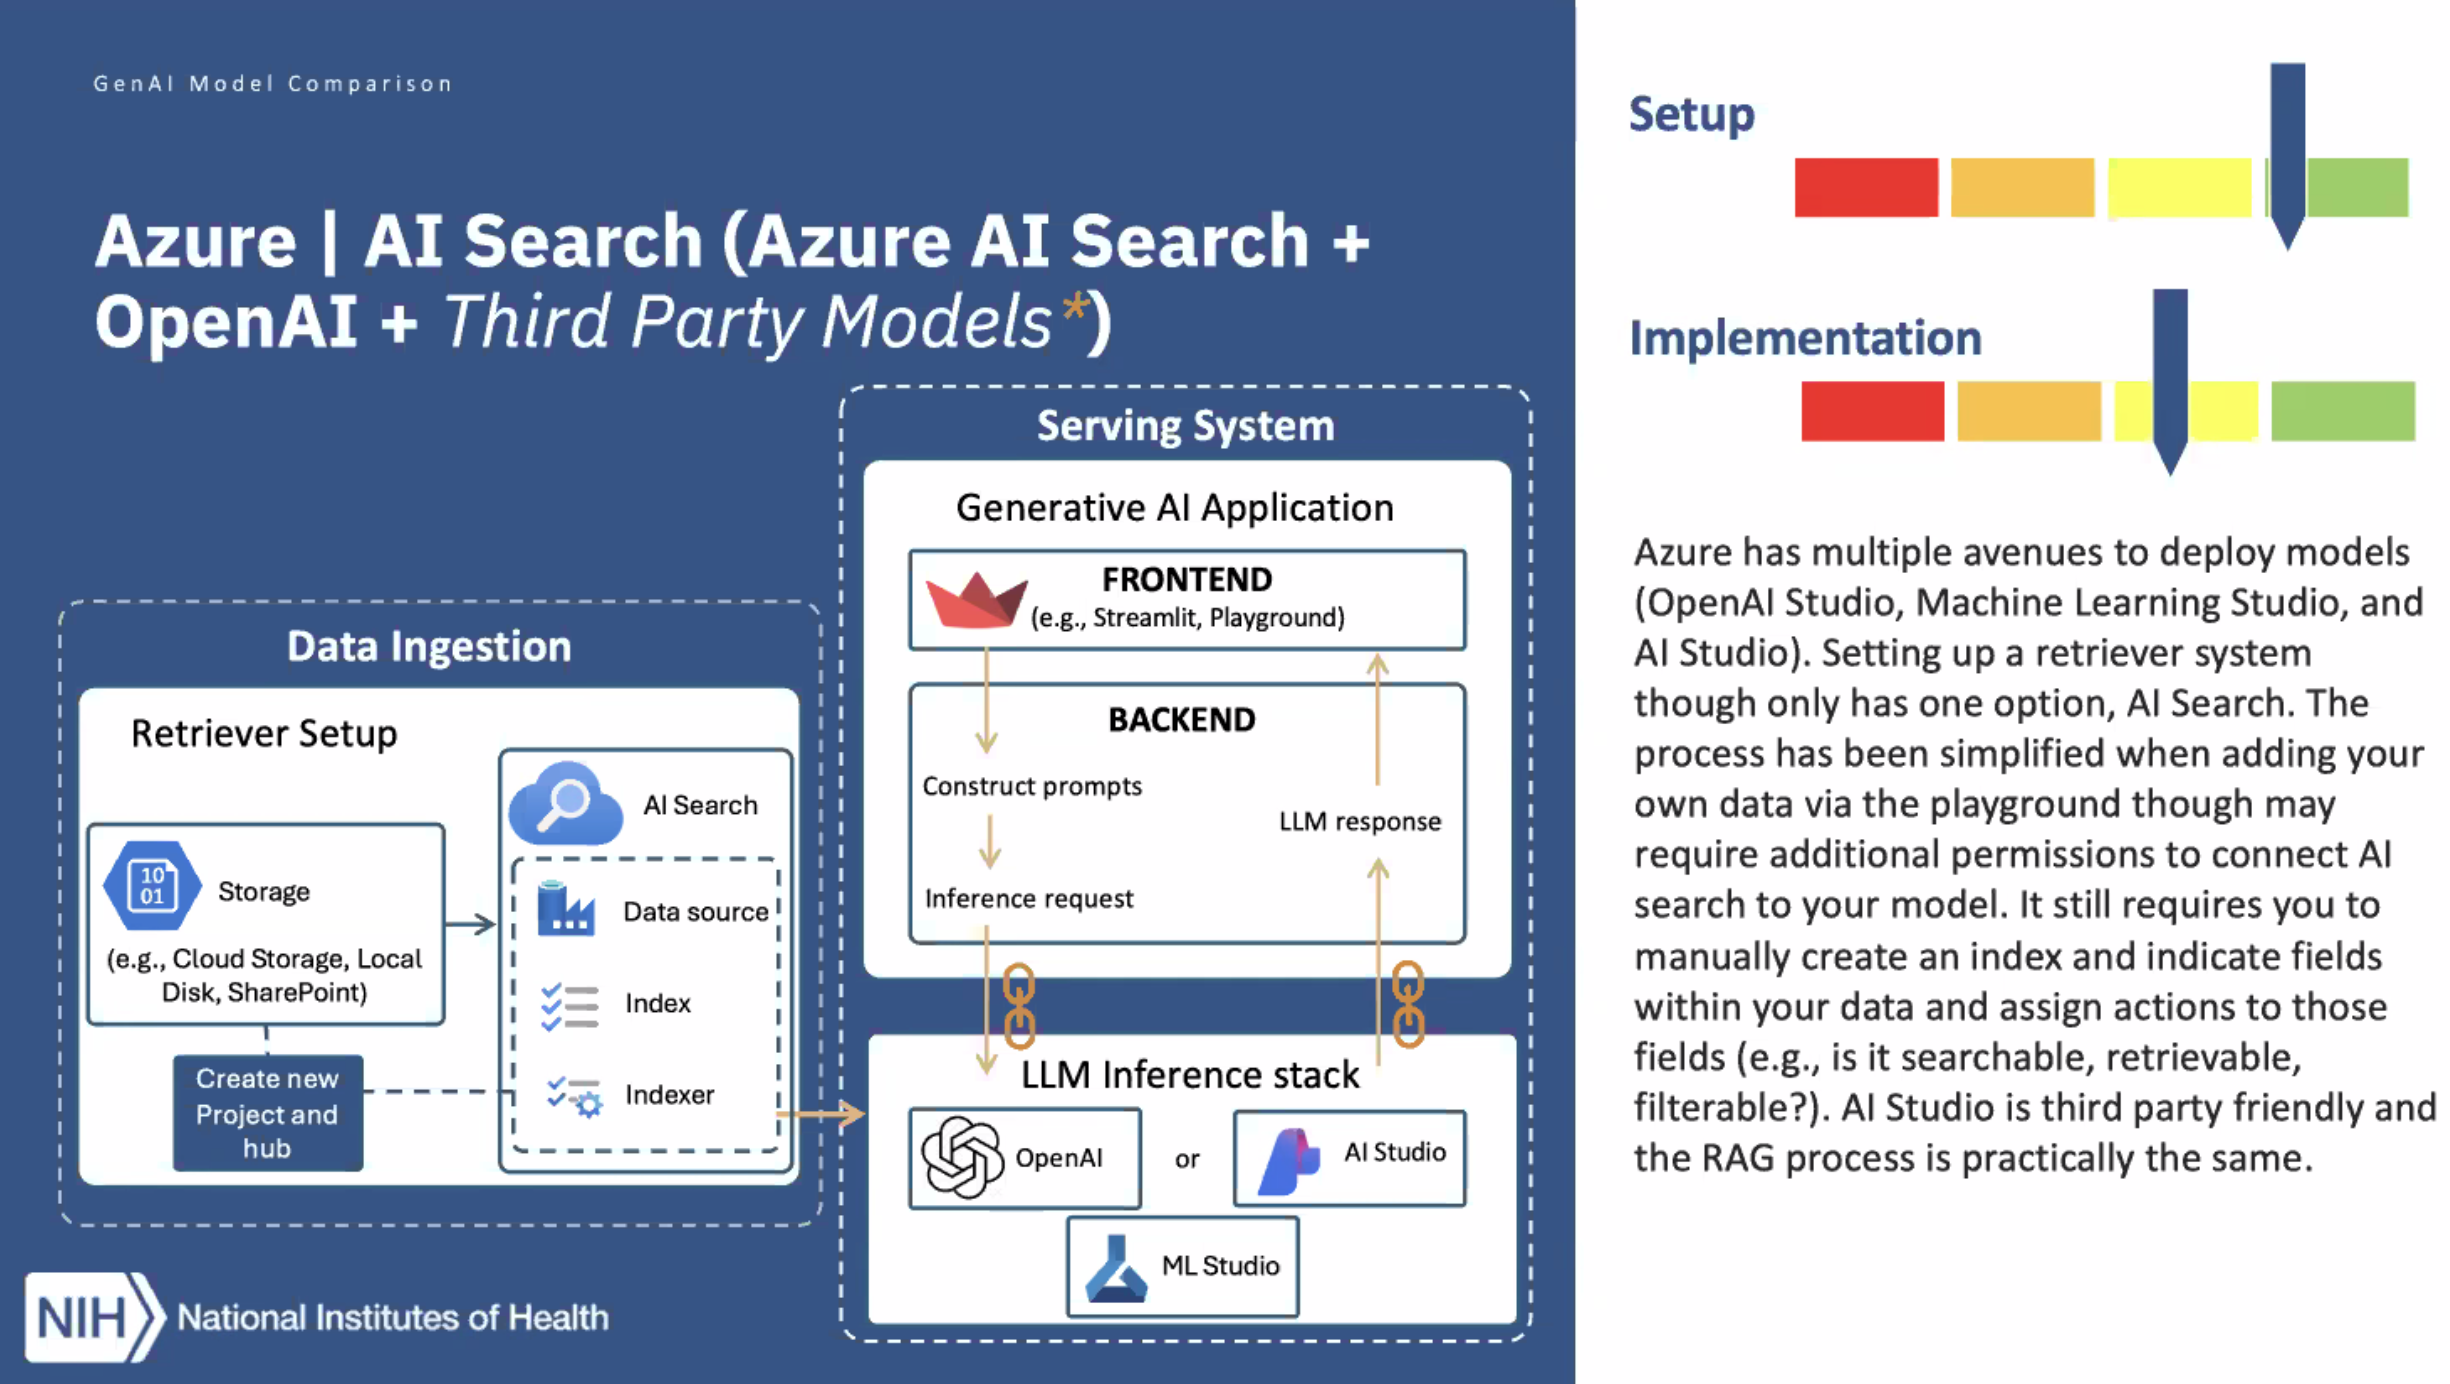 GenAI Model Comparison
Azure | AI Search (Azure AI Search +
OpenAI + Third Party Models*)
Data Ingestion
Retriever Setup
Storage
(e.g., Cloud Storage, Local
Disk, SharePoint)
Create new
Project and
hub
AI Search
Data source
Index
Indexer
10
01
Serving System
Generative AI Application
FRONTEND
(e.g., Streamlit, Playground)
BACKEND
Construct prompts
Inference request
LLM response
LLM Inference stack
OpenAI
or
AI Studio
ML Studio
NIH National Institutes of Health
Setup
Implementation
Azure has multiple avenues to deploy models
(OpenAI Studio, Machine Learning Studio, and
AI Studio). Setting up a retriever system
though only has one option, AI Search. The
process has been simplified when adding your
own data via the playground though may
require additional permissions to connect AI
search to your model. It still requires you to
manually create an index and indicate fields
within your data and assign actions to those
fields (e.g., is it searchable, retrievable,
filterable?). AI Studio is third party friendly and
the RAG process is practically the same.